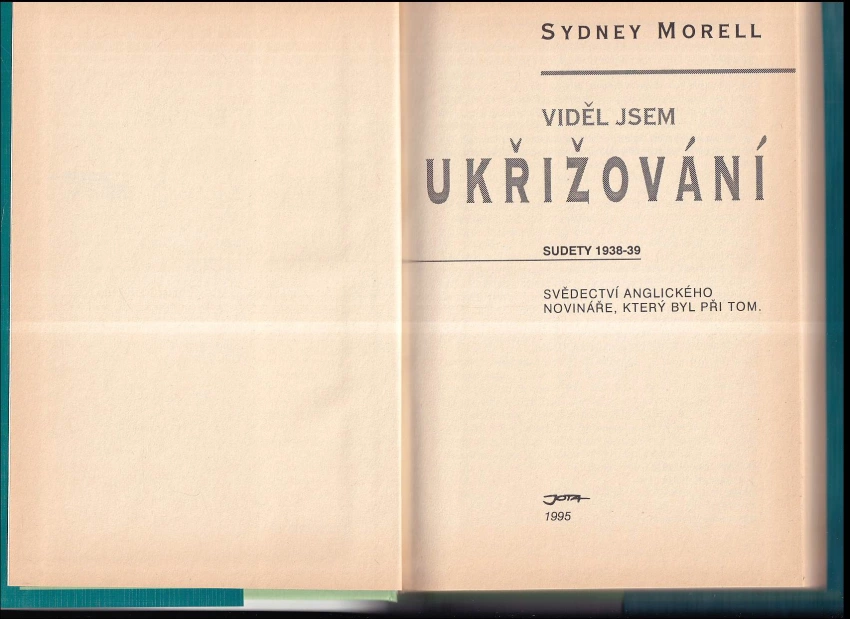 SYDNEY MORELL
VIDĚL JSEM
UKŘIŽOVÁNÍ
SUDETY 1938-39
SVĚDECTVÍ ANGLICKÉHO
NOVINÁŘE, KTERÝ BYL PŘI TOM.
JOTA
1995